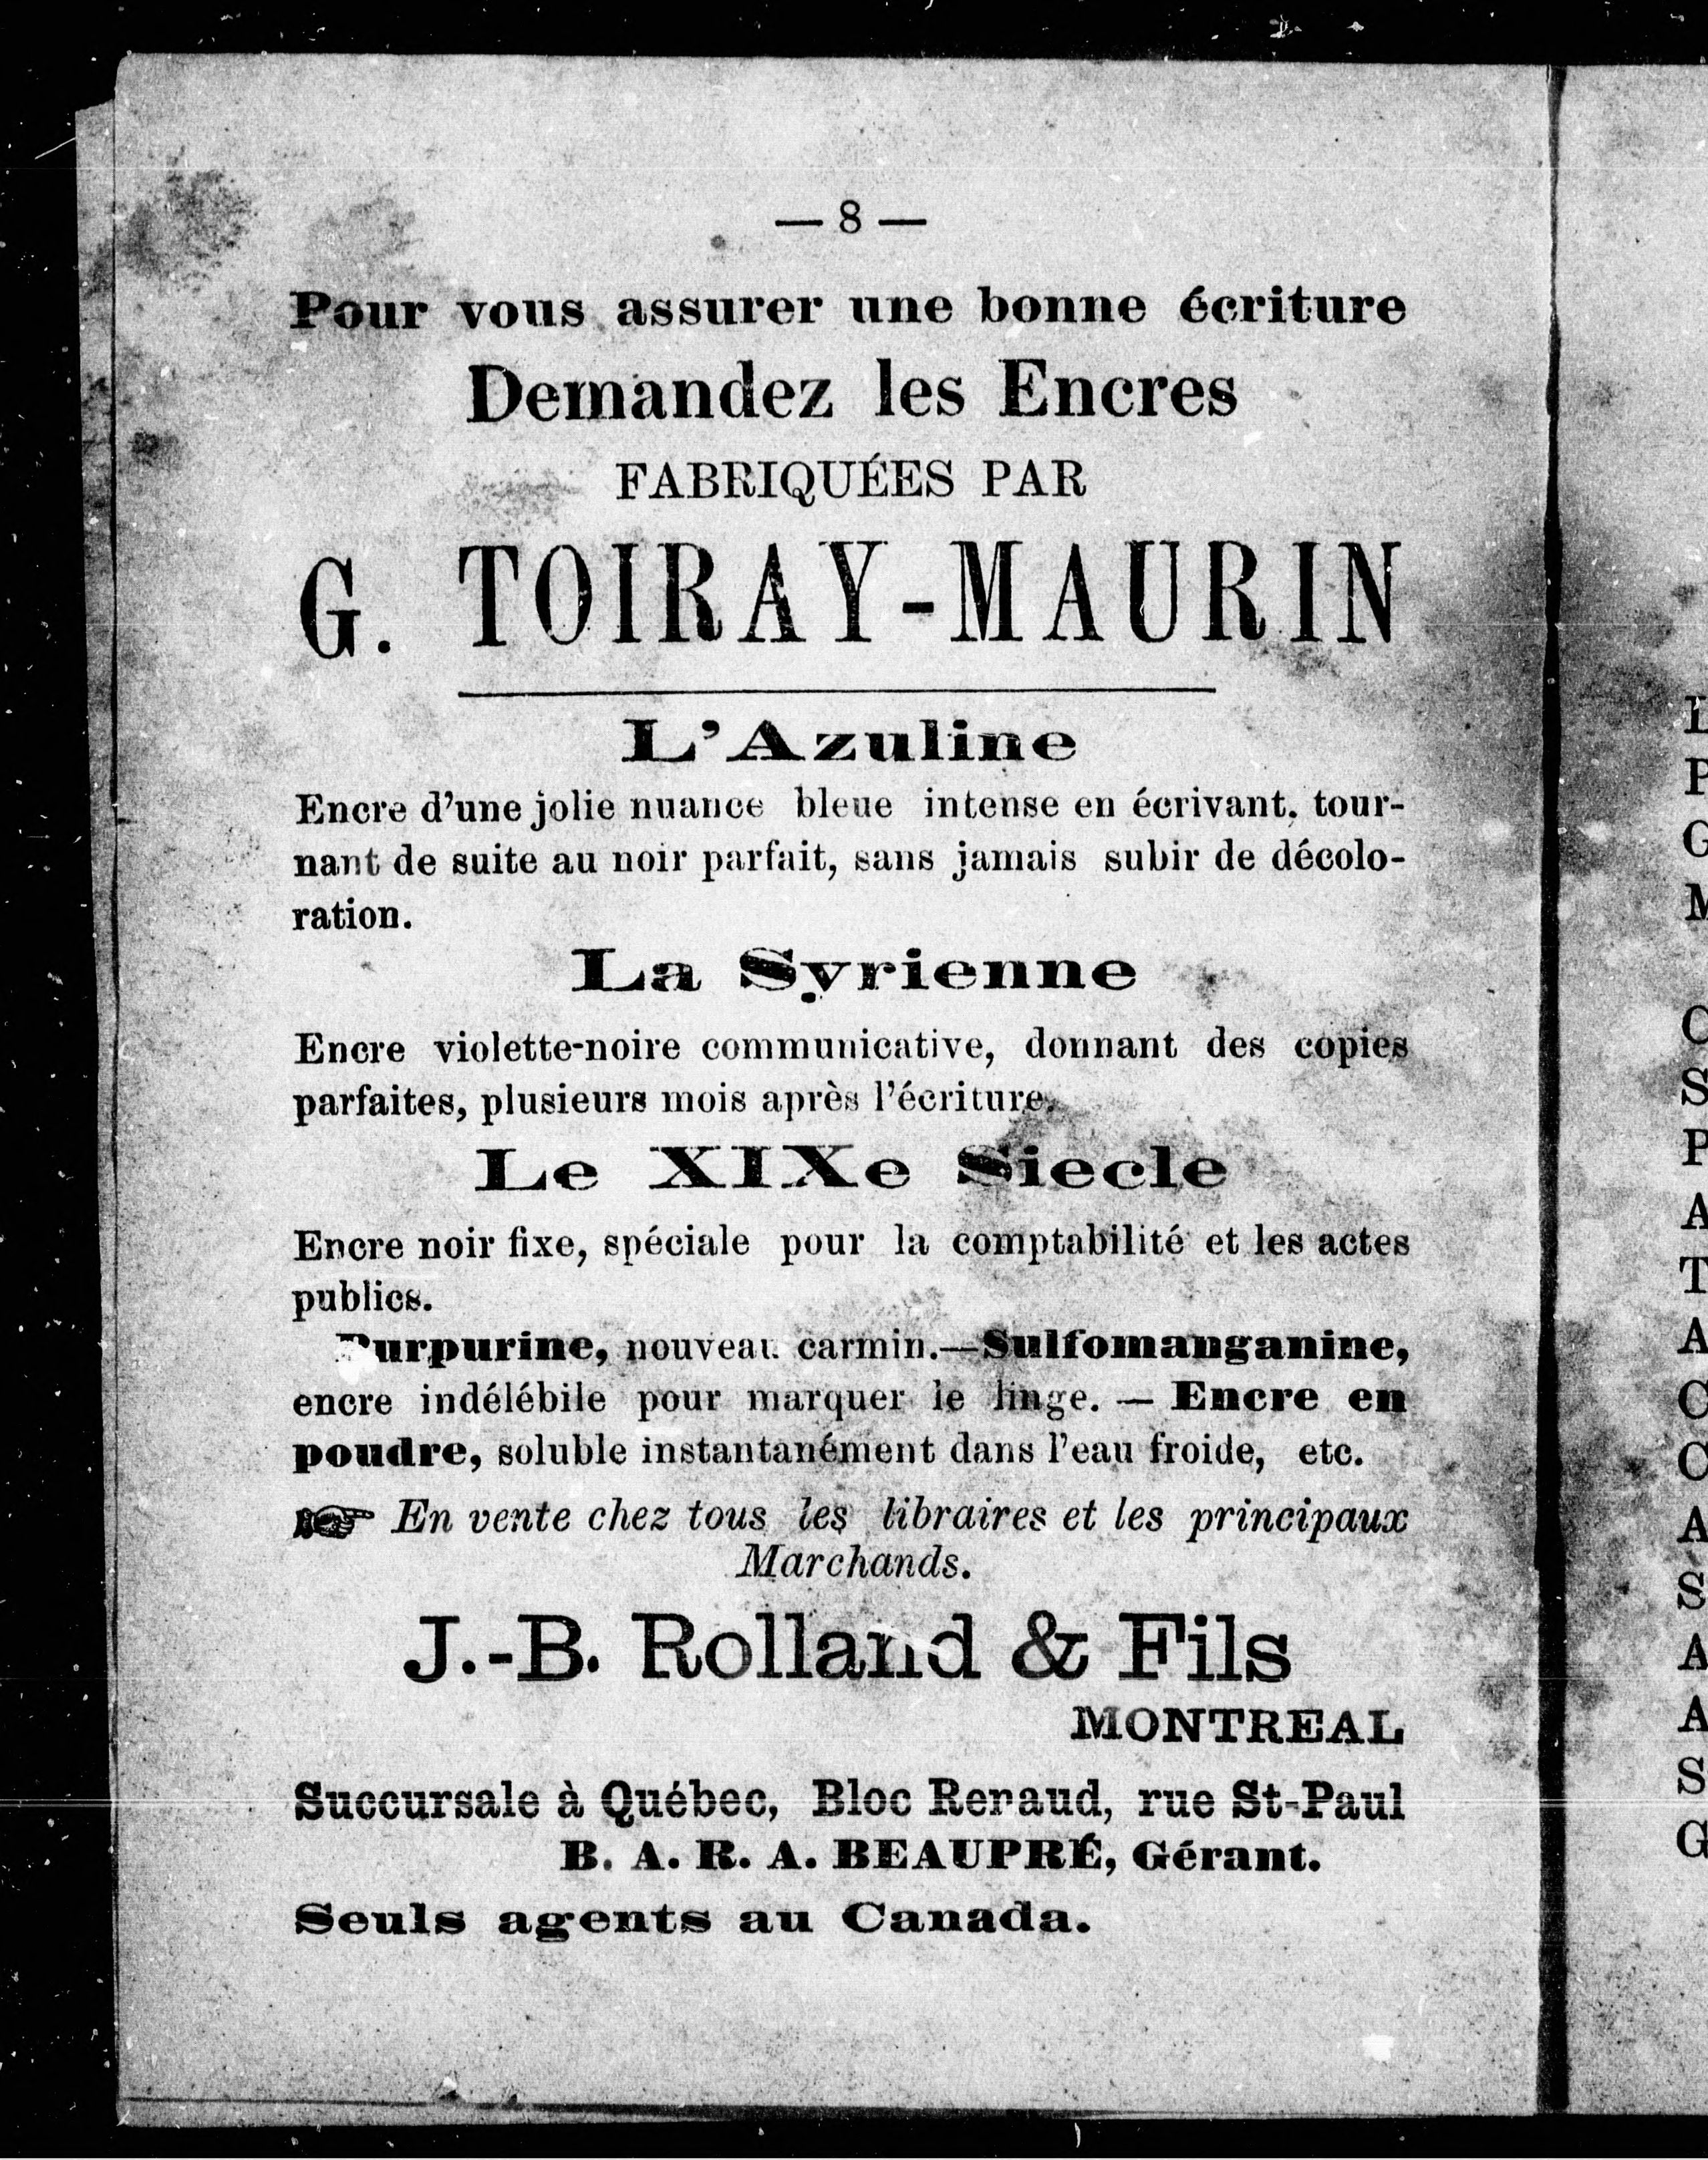 — 8 —
Pour vous assurer une bonne écriture
Demandez les Encres
FABRIQUÉES PAR
G. TOIRAY-MAURIN
L'Azuline
Encre d'une jolie nuance bleue intense en écrivant, tour-
nant de suite au noir parfait, sans jamais subir de décolo-
ration.
La Syrienne
Encre violette-noire communicative, donnant des copies
parfaites, plusieurs mois après l'écriture.
Le XIXe Siecle
Encre noir fixe, spéciale pour la comptabilité et les actes
publics.
Purpurine, nouveau carmin.—Sulfomanganine,
encre indélébile pour marquer le linge. — Encre en
poudre, soluble instantanément dans l'eau froide, etc.
☞ En vente chez tous les libraires et les principaux
Marchands.
J.-B. Rolland & Fils
MONTREAL
Succursale à Québec, Bloc Renaud, rue St-Paul
B. A. R. A. BEAUPRÉ, Gérant.
Seuls agents au Canada.